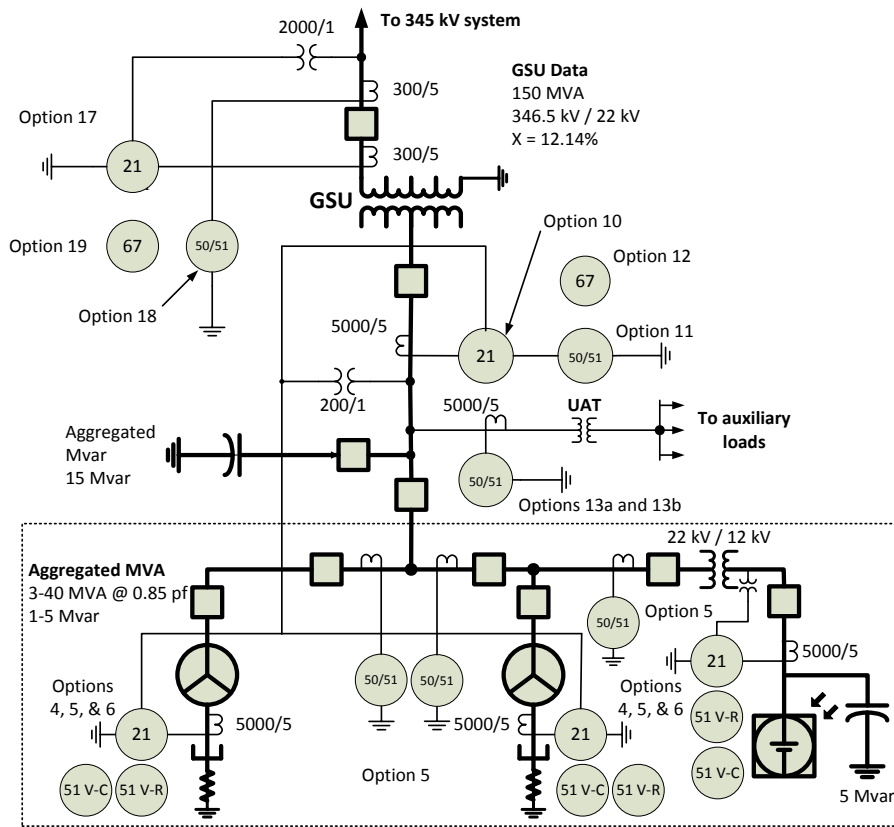 2000/1
To 345 kV system
GSU Data
150 MVA
346.5 kV / 22 kV
X = 12.14%
300/5
Option 17
300/5
21
GSU
Option 10
Option 19
67
50/51
Option 12
67
Option 18
Option 11
5000/5
21
50/51
200/1
5000/5
UAT
To auxiliary
loads
Aggregated
Mvar
15 Mvar
50/51
Options 13a and 13b
22 kV / 12 kV
Aggregated MVA
3-40 MVA @ 0.85 pf
1-5 Mvar
Option 5
50/51
5000/5
21
50/51
50/51
Options
4, 5, & 6
Options
4, 5, & 6
51 V-R
5000/5
5000/5
21
21
51 V-C
Option 5
51 V-C
51 V-R
51 V-C
51 V-R
5 Mvar